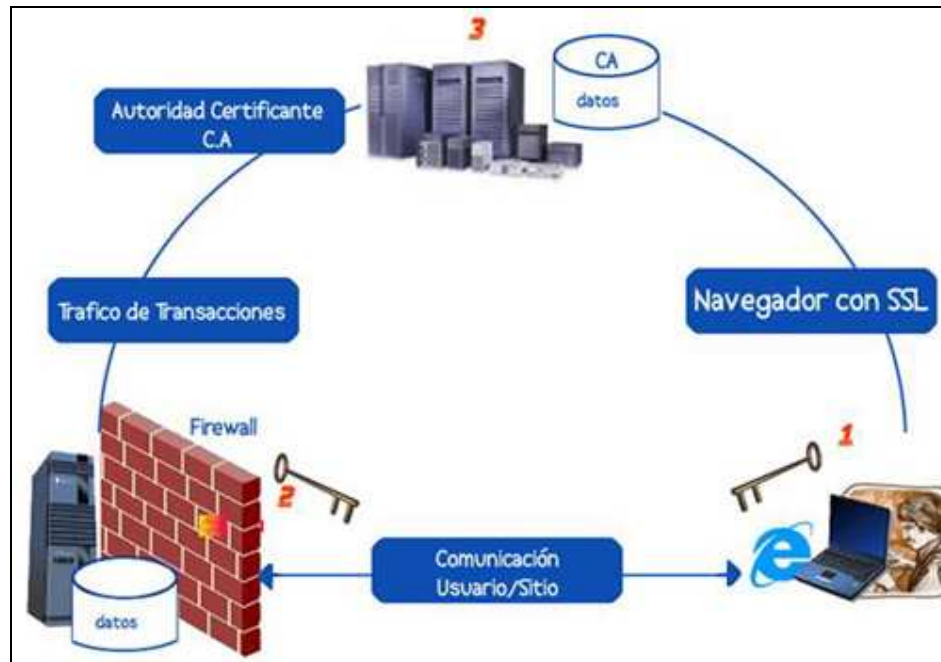 3
CA
datos
Autoridad Certificante
C.A
Trafico de Transacciones
Navegador con SSL
Firewall
1
2
Comunicación
Usuario/Sitio
datos